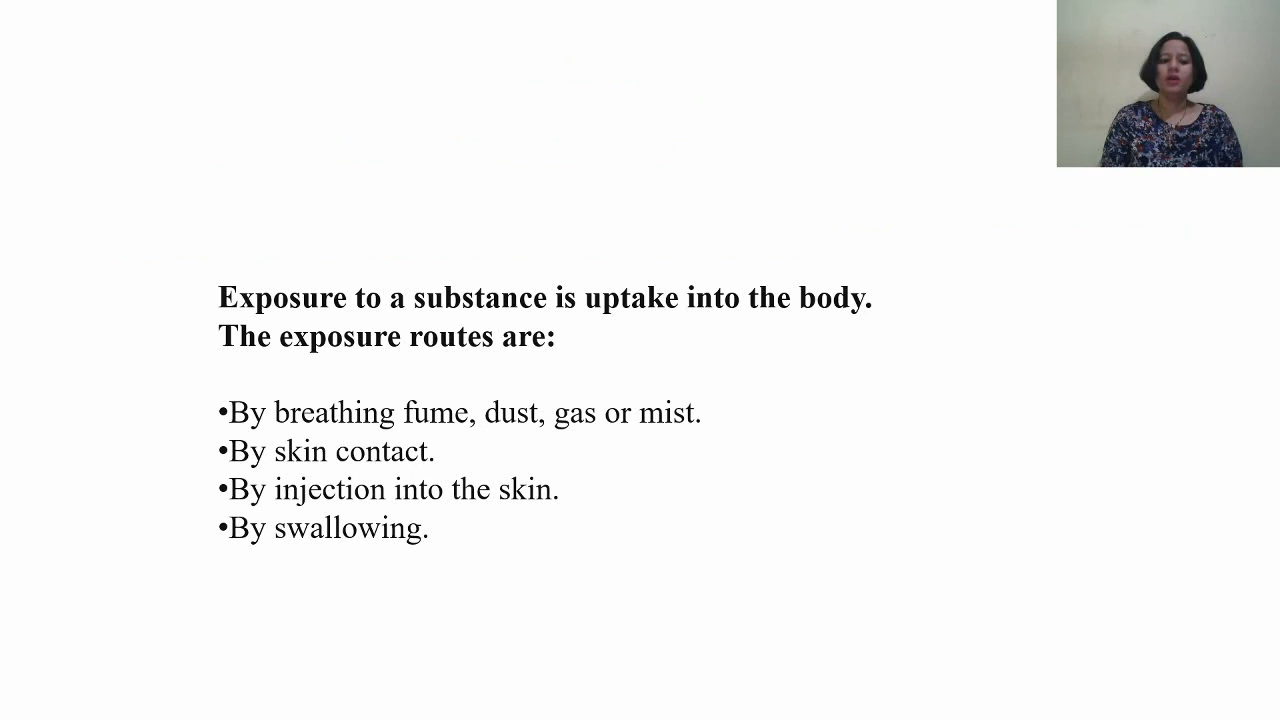 Exposure to a substance is uptake into the body.
The exposure routes are:
•By breathing fume, dust, gas or mist.
•By skin contact.
•By injection into the skin.
•By swallowing.